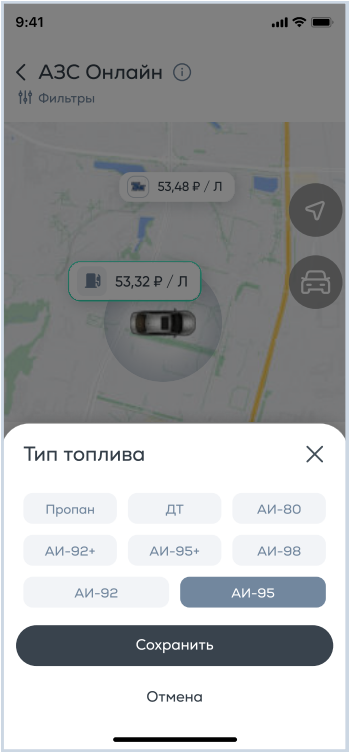 9:41
АЗС Онлайн
Фильтры
53,48 ₽ / Л
53,32 ₽ / Л
Тип топлива
Пропан ДТ АИ-80
АИ-92+ АИ-95+ АИ-98
АИ-92 АИ-95
Сохранить
Отмена